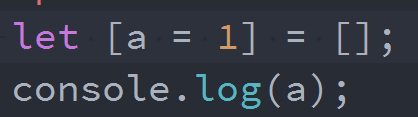 let [a = 1] = [];
console.log(a);